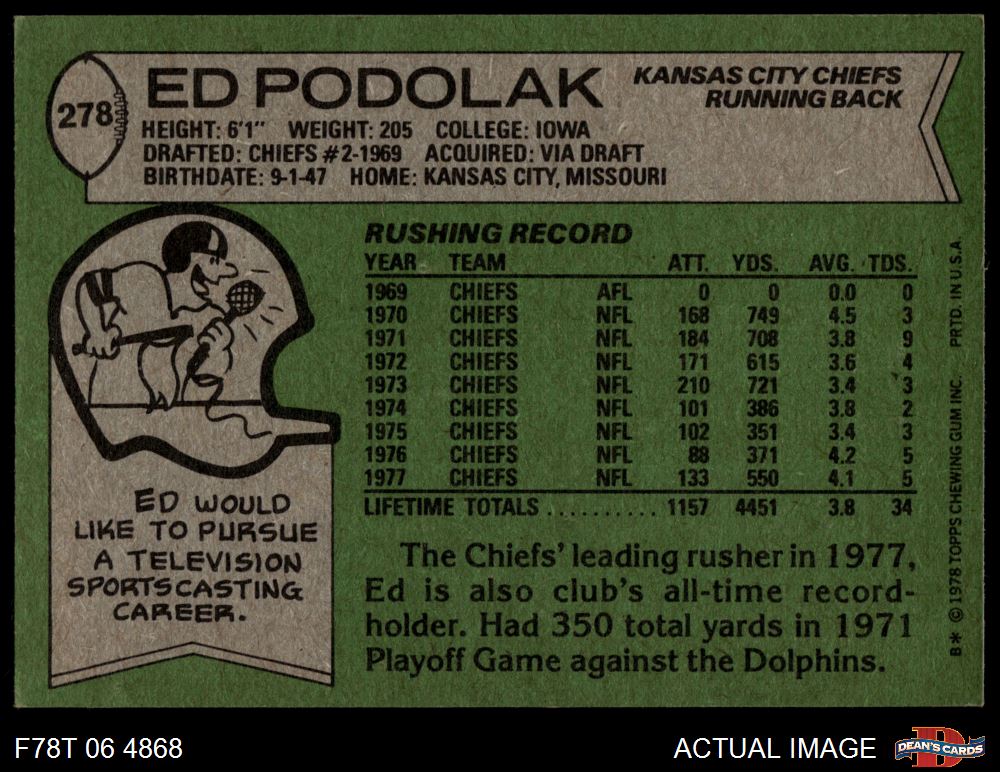 278
ED PODOLAK
KANSAS CITY CHIEFS
RUNNING BACK
HEIGHT: 6'1" WEIGHT: 205 COLLEGE: IOWA
DRAFTED: CHIEFS #2-1969 ACQUIRED: VIA DRAFT
BIRTHDATE: 9-1-47 HOME: KANSAS CITY, MISSOURI
RUSHING RECORD
YEAR TEAM ATT. YDS. AVG. TDS.
1969 CHIEFS AFL 0 0 0.0 0
1970 CHIEFS NFL 168 749 4.5 3
1971 CHIEFS NFL 184 708 3.8 9
1972 CHIEFS NFL 171 615 3.6 4
1973 CHIEFS NFL 210 721 3.4 3
1974 CHIEFS NFL 101 386 3.8 2
1975 CHIEFS NFL 102 351 3.4 3
1976 CHIEFS NFL 88 371 4.2 5
1977 CHIEFS NFL 133 550 4.1 5
LIFETIME TOTALS .......... 1157 4451 3.8 34
The Chiefs' leading rusher in 1977,
Ed is also club's all-time record-
holder. Had 350 total yards in 1971
Playoff Game against the Dolphins.
ED WOULD
LIKE TO PURSUE
A TELEVISION
SPORTSCASTING
CAREER.
B* © 1978 TOPPS CHEWING GUM INC. PRTD. IN U.S.A.
F78T 06 4868
ACTUAL IMAGE
D
DEAN'S CARDS